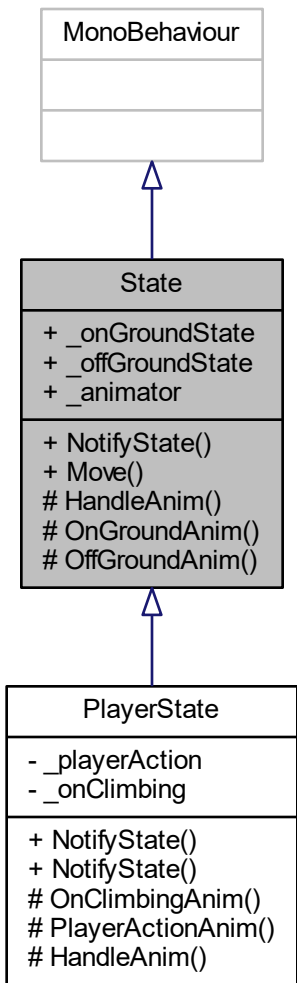 MonoBehaviour
State
+ _onGroundState
+ _offGroundState
+ _animator
+ NotifyState()
+ Move()
# HandleAnim()
# OnGroundAnim()
# OffGroundAnim()
PlayerState
- _playerAction
- _onClimbing
+ NotifyState()
+ NotifyState()
# OnClimbingAnim()
# PlayerActionAnim()
# HandleAnim()